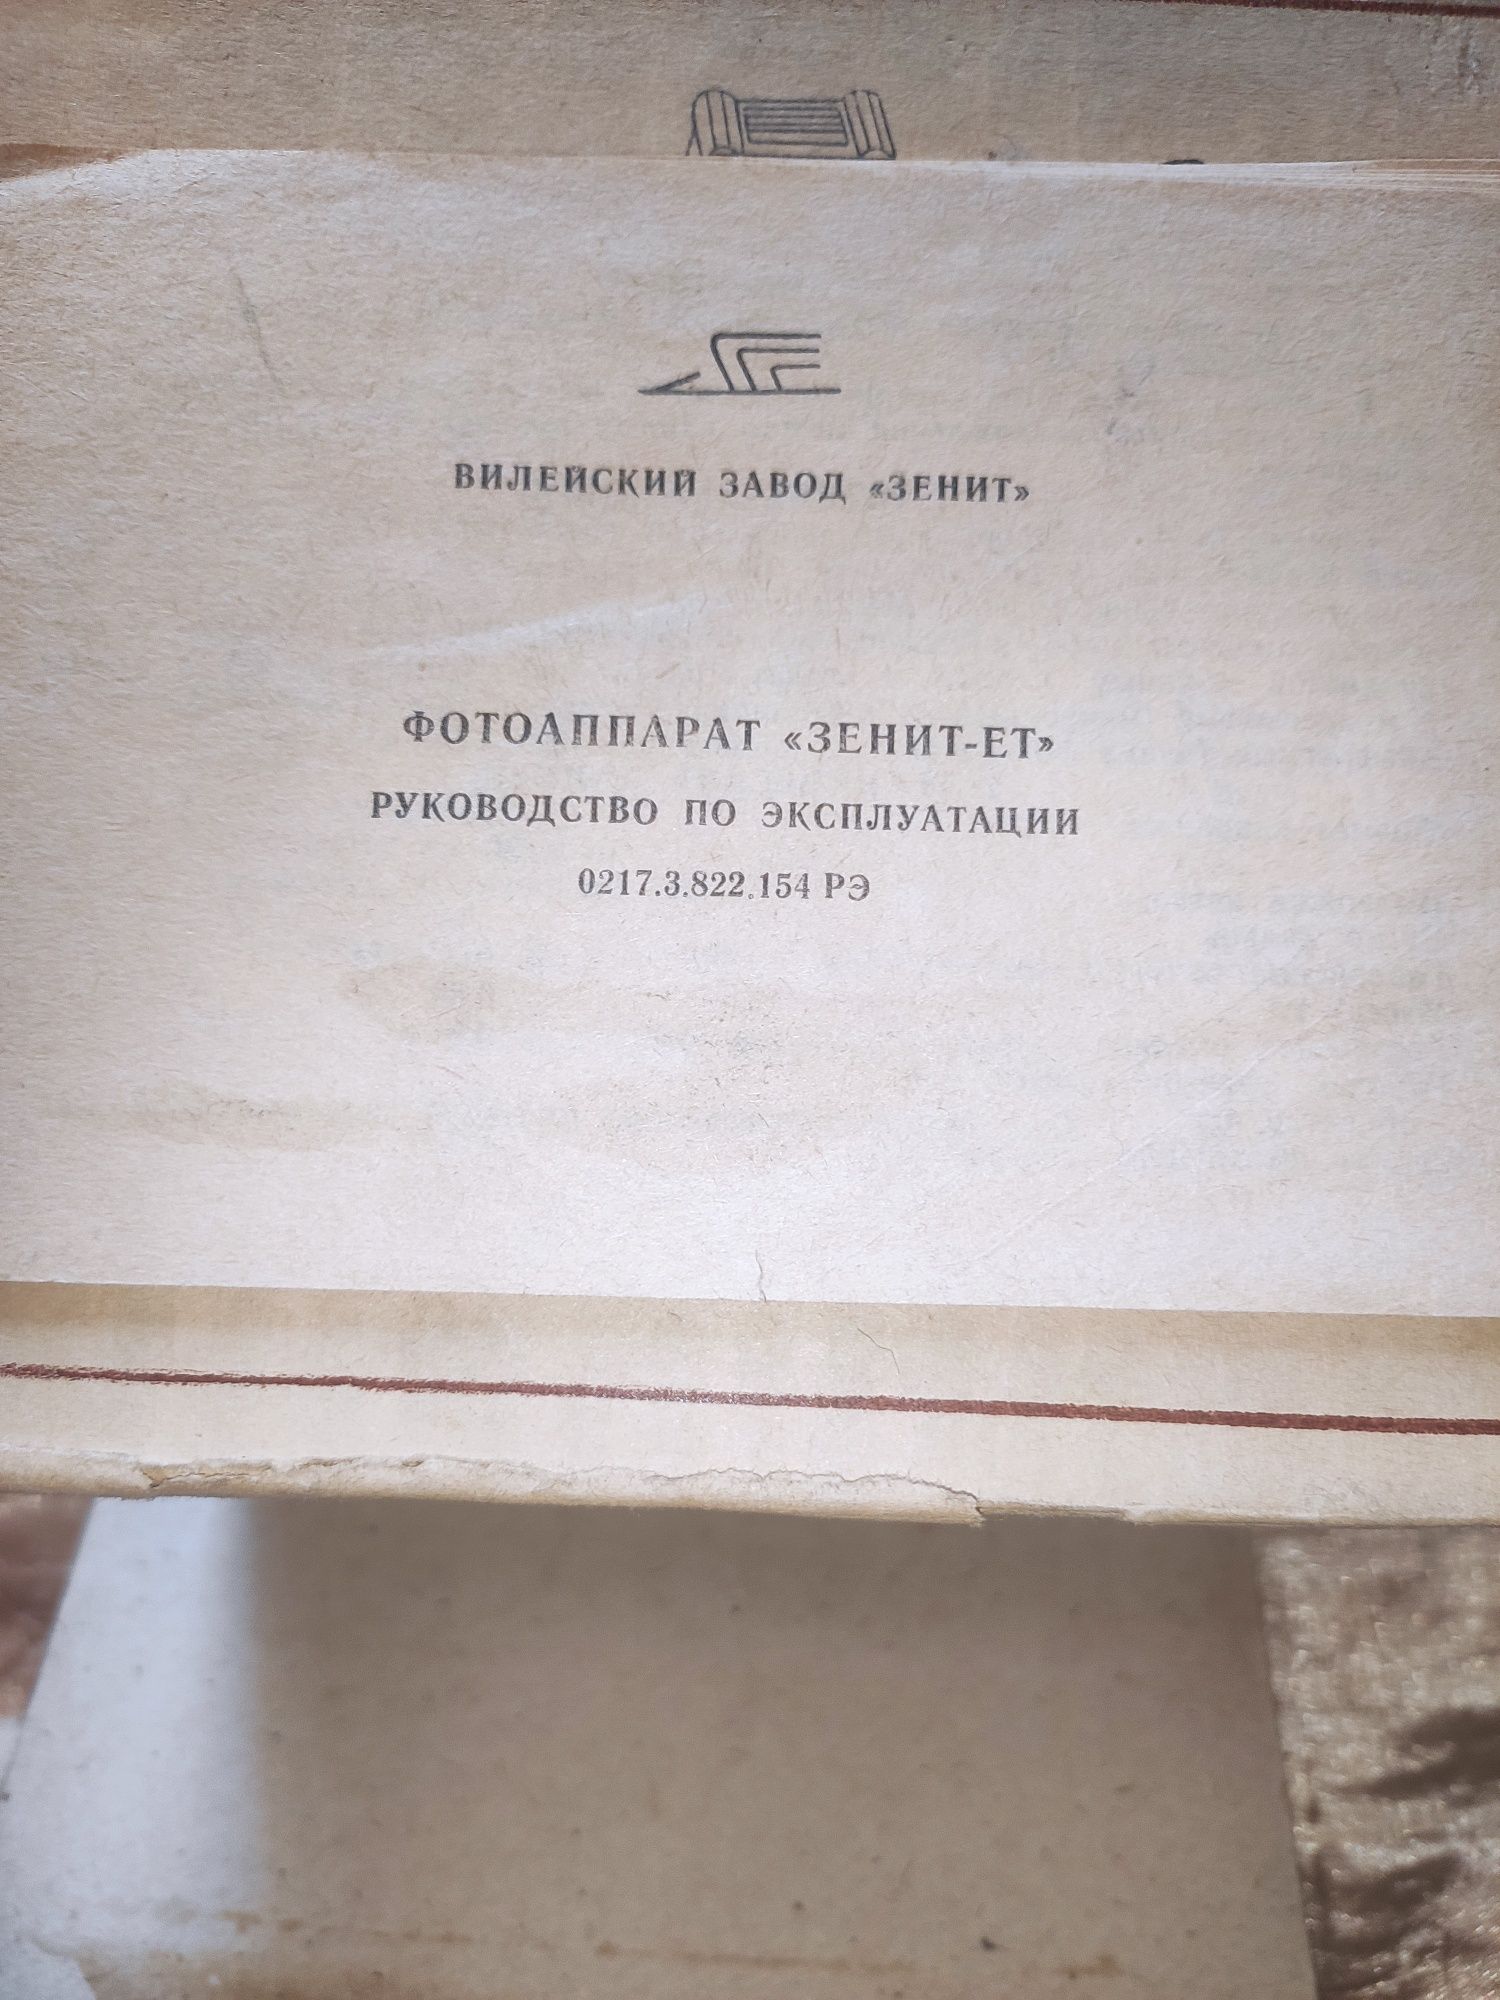 ВИЛЕЙСКИЙ ЗАВОД «ЗЕНИТ»
ФОТОАППАРАТ «ЗЕНИТ-ЕТ»
РУКОВОДСТВО ПО ЭКСПЛУАТАЦИИ
0217.3.822.154 РЭ